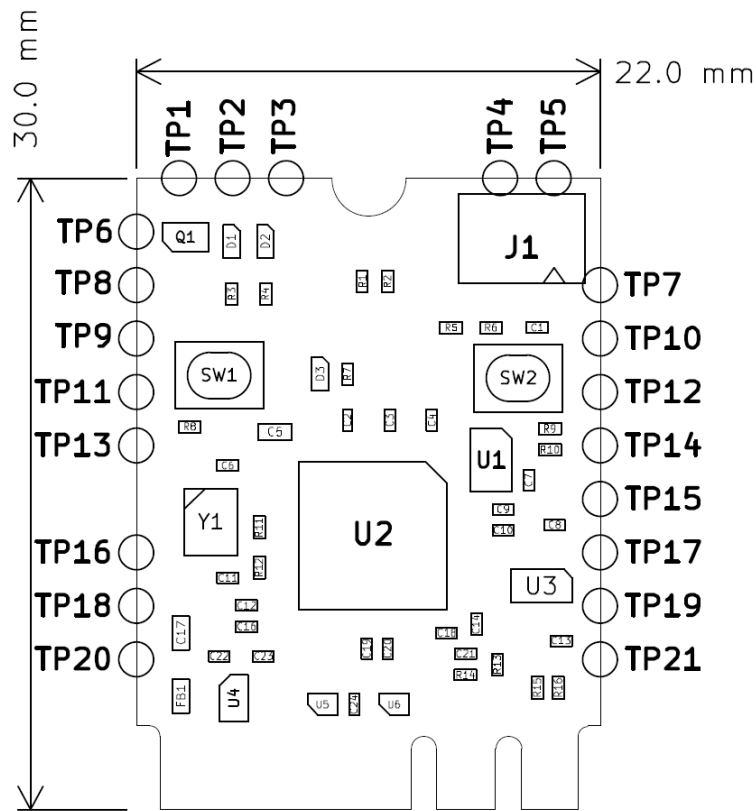 22.0 mm
30.0 mm
TP1
TP2
TP3
TP4
TP5
TP6
Q1
D1
D2
J1
TP8
TP7
R3
R4
R1
R2
TP9
R5
R6
C1
TP10
SW1
D3
R7
SW2
TP11
TP12
R8
C5
C2
C3
C4
R9
TP13
U1
R10
TP14
C6
C7
Y1
R11
U2
C9
TP15
C10
C8
TP16
R12
TP17
C11
U3
TP18
C12
TP19
C17
C16
C18
C14
C13
TP20
C22
C23
C19
C20
C21
R13
TP21
R14
FB1
U4
U5
C24
U6
R15
R16